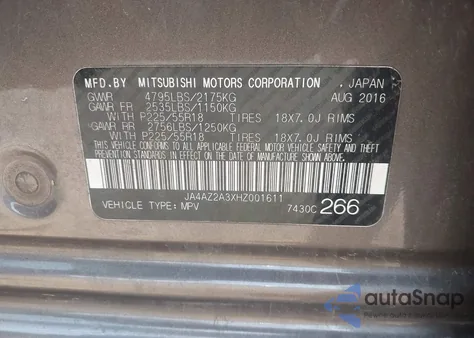 MFD.BY MITSUBISHI MOTORS CORPORATION . JAPAN
GVWR 4795LBS/2175KG AUG 2016
GAWR FR 2535LBS/1150KG
WITH P225/55R18 TIRES 18X7.0J RIMS
GAWR RR 2756LBS/1250KG
WITH P225/55R18 TIRES 18X7.0J RIMS
THIS VEHICLE CONFORMS TO ALL APPLICABLE FEDERAL
MOTOR VEHICLE SAFETY AND THEFT PREVENTION
STANDARDS IN EFFECT ON THE DATE OF MANUFACTURE
SHOWN ABOVE.
JA4AZ2A3XHZ001611
VEHICLE TYPE: MPV 7430C 266
autoSnap